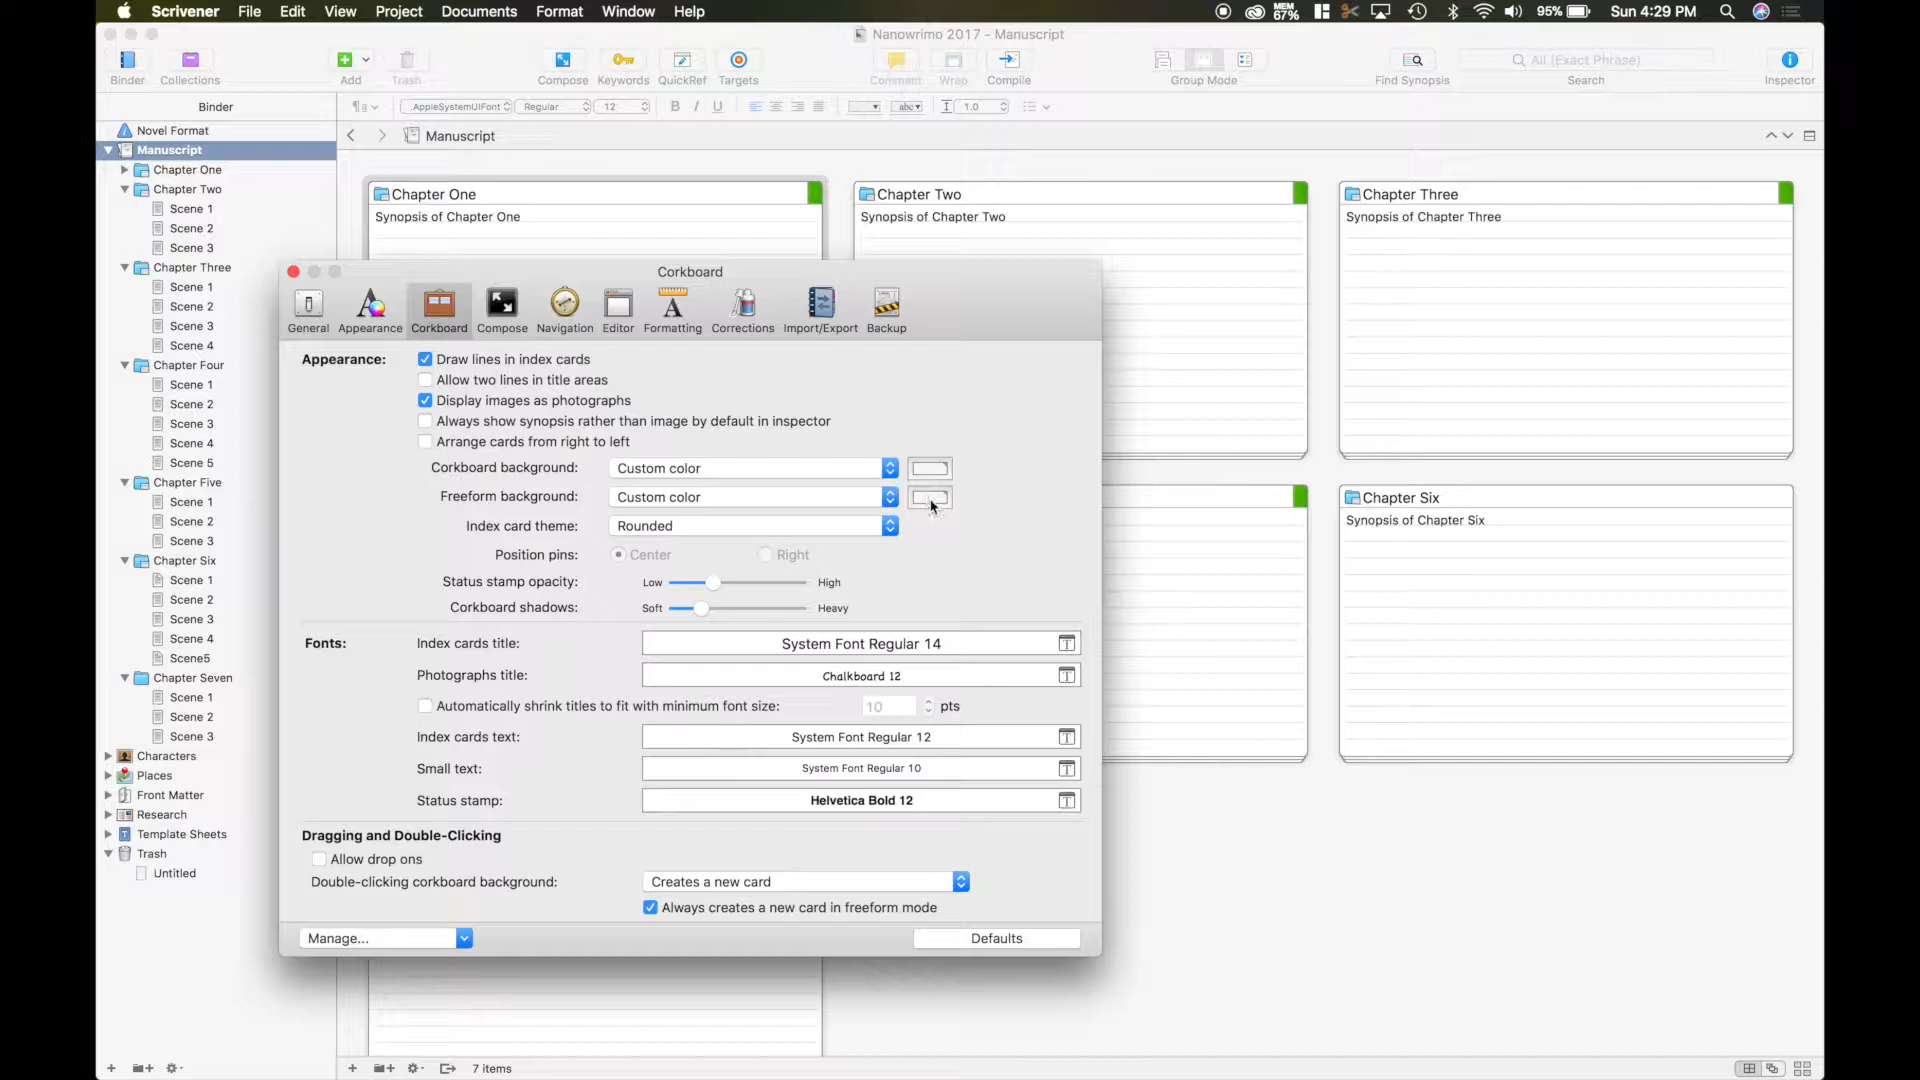 Scrivener File Edit View Project Documents Format Window Help
MEM 67% 95% Sun 4:29 PM
Nanowrimo 2017 - Manuscript
Binder Collections Add Trash Compose Keywords QuickRef Targets Comment Wrap Compile Group Mode Find Synopsis All (Exact Phrase) Search Inspector
.AppleSystemUIFont Regular 12 B I U abc 1.0
Binder
Novel Format
Manuscript
Chapter One
Chapter Two
Scene 1
Scene 2
Scene 3
Chapter Three
Scene 1
Scene 2
Scene 3
Scene 4
Chapter Four
Scene 1
Scene 2
Scene 3
Scene 4
Scene 5
Chapter Five
Scene 1
Scene 2
Scene 3
Chapter Six
Scene 1
Scene 2
Scene 3
Scene 4
Scene5
Chapter Seven
Scene 1
Scene 2
Scene 3
Characters
Places
Front Matter
Research
Template Sheets
Trash
Untitled
Manuscript
Chapter One
Synopsis of Chapter One
Chapter Two
Synopsis of Chapter Two
Chapter Three
Synopsis of Chapter Three
Chapter Six
Synopsis of Chapter Six
Corkboard
General Appearance Corkboard Compose Navigation Editor Formatting Corrections Import/Export Backup
Appearance:
Draw lines in index cards
Allow two lines in title areas
Display images as photographs
Always show synopsis rather than image by default in inspector
Arrange cards from right to left
Corkboard background: Custom color
Freeform background: Custom color
Index card theme: Rounded
Position pins: Center Right
Status stamp opacity: Low High
Corkboard shadows: Soft Heavy
Fonts:
Index cards title: System Font Regular 14
Photographs title: Chalkboard 12
Automatically shrink titles to fit with minimum font size: 10 pts
Index cards text: System Font Regular 12
Small text: System Font Regular 10
Status stamp: Helvetica Bold 12
Dragging and Double-Clicking
Allow drop ons
Double-clicking corkboard background: Creates a new card
Always creates a new card in freeform mode
Manage... Defaults
7 items